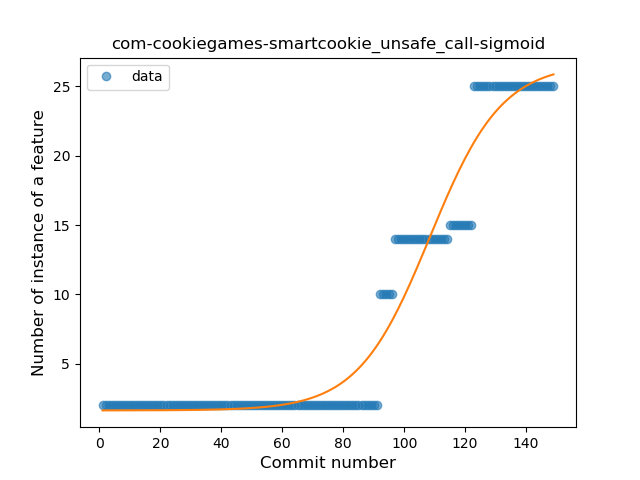 com-cookiegames-smartcookie_unsafe_call-sigmoid
data
Number of instance of a feature
25
20
15
10
5
0 20 40 60 80 100 120 140
Commit number